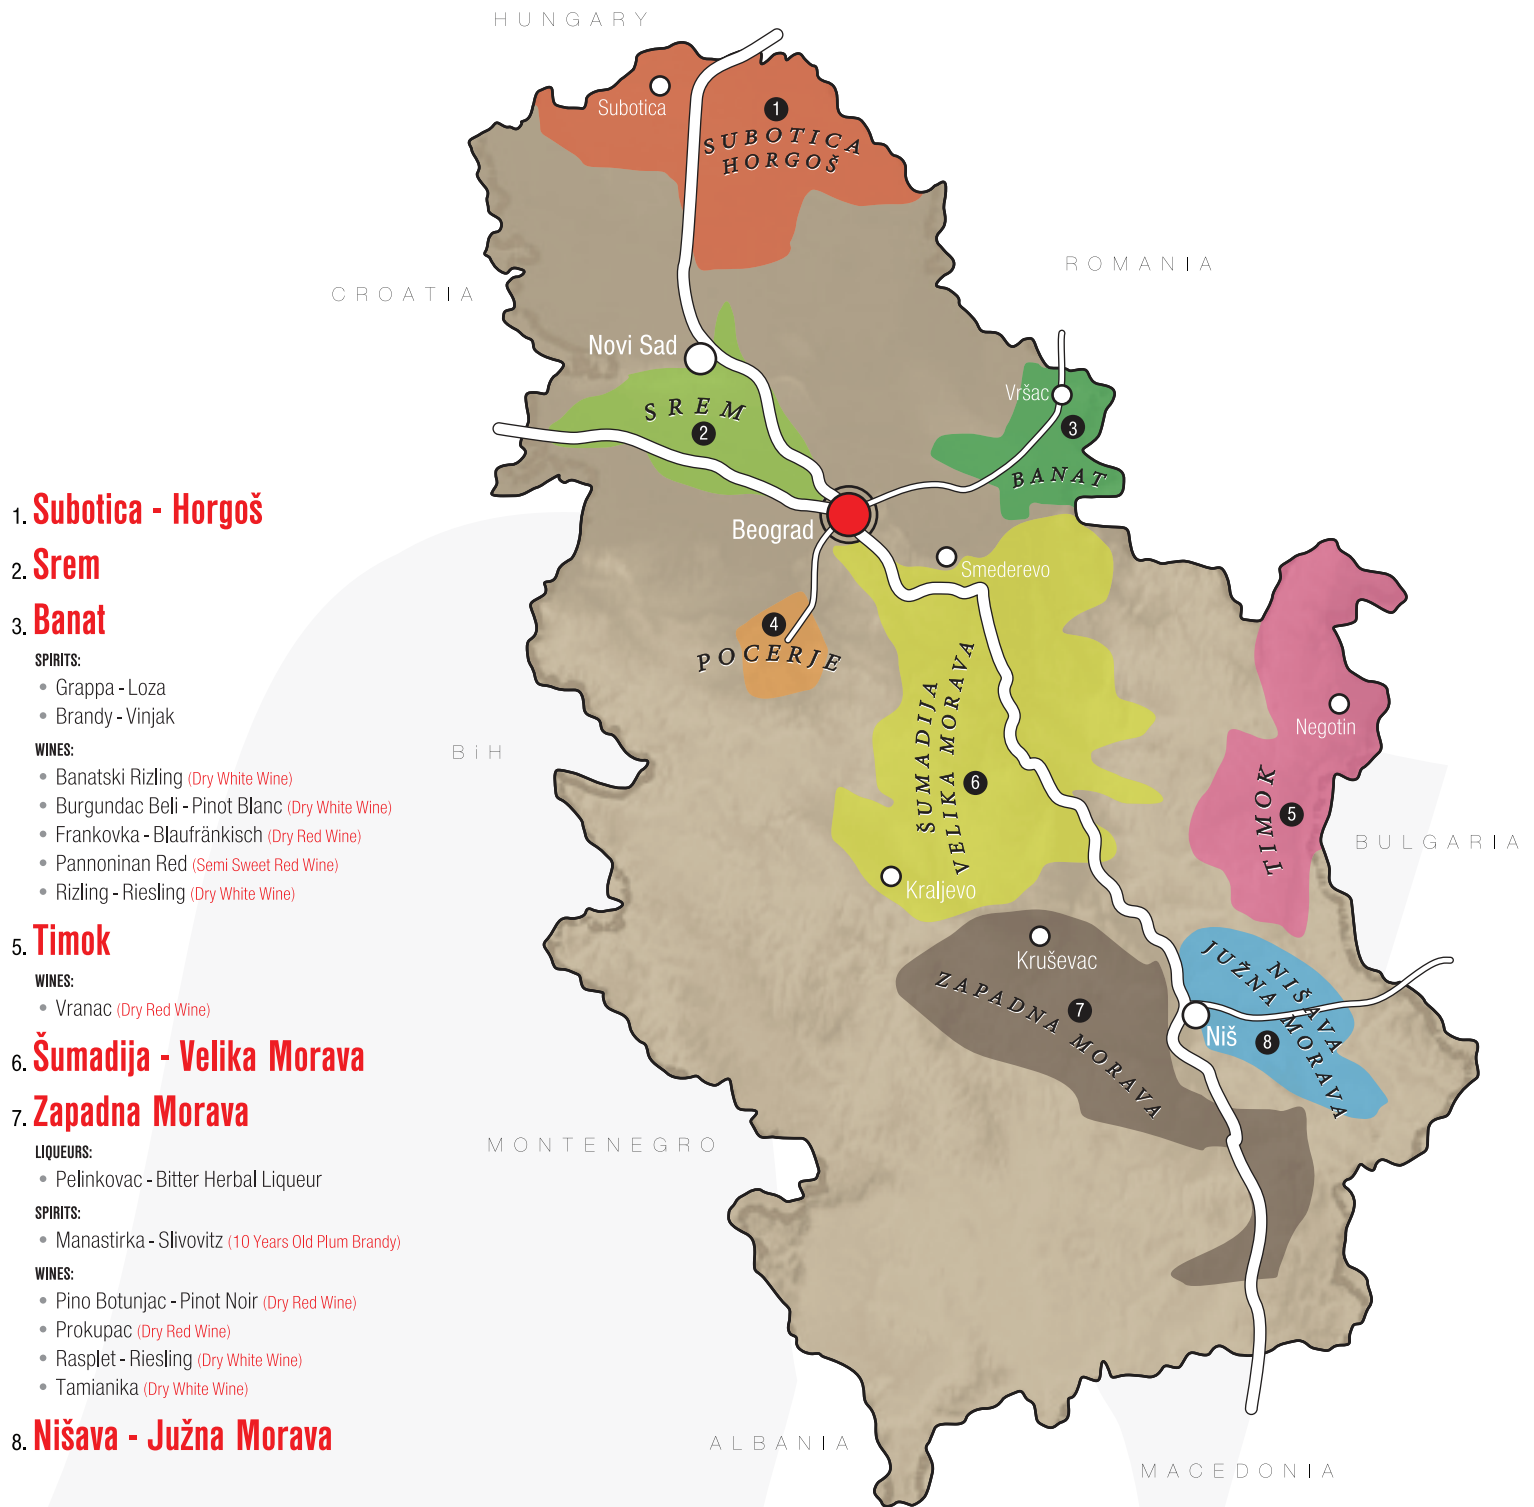 HUNGARY
Subotica
1
SUBOTICA
HORGOŠ
ROMANIA
CROATIA
Novi Sad
Vršac
SREM
2
3
BANAT
Beograd
Smederevo
4
POCERJE
ŠUMADIJA
VELIKA MORAVA
6
Negotin
TIMOK
5
BiH
BULGARIA
Kraljevo
Kruševac
ZAPADNA MORAVA
7
NIŠAVA
JUŽNA MORAVA
Niš
8
MONTENEGRO
ALBANIA
MACEDONIA
1. Subotica - Horgoš
2. Srem
3. Banat
SPIRITS:
• Grappa - Loza
• Brandy - Vinjak
WINES:
• Banatski Rizling (Dry White Wine)
• Burgundac Beli - Pinot Blanc (Dry White Wine)
• Frankovka - Blaufränkisch (Dry Red Wine)
• Pannoninan Red (Semi Sweet Red Wine)
• Rizling - Riesling (Dry White Wine)
5. Timok
WINES:
• Vranac (Dry Red Wine)
6. Šumadija - Velika Morava
7. Zapadna Morava
LIQUEURS:
• Pelinkovac - Bitter Herbal Liqueur
SPIRITS:
• Manastirka - Slivovitz (10 Years Old Plum Brandy)
WINES:
• Pino Botunjac - Pinot Noir (Dry Red Wine)
• Prokupac (Dry Red Wine)
• Rasplet - Riesling (Dry White Wine)
• Tamianika (Dry White Wine)
8. Nišava - Južna Morava